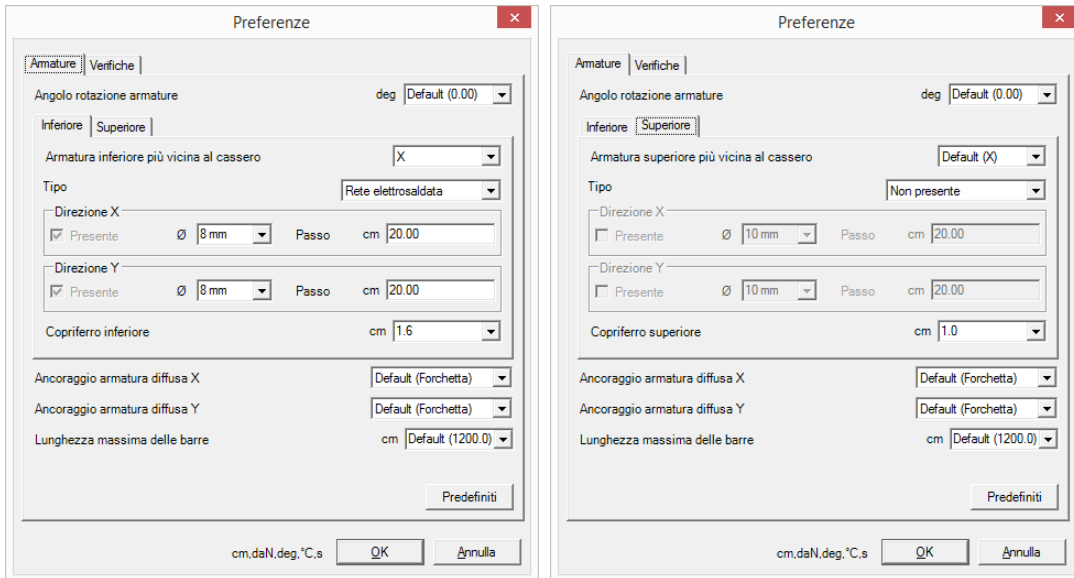 Preferenze
Armature Verifiche
Angolo rotazione armature deg Default (0.00)
Inferiore Superiore
Armatura inferiore più vicina al cassero X
Tipo Rete elettrosaldata
Direzione X
Presente Ø 8 mm Passo cm 20.00
Direzione Y
Presente Ø 8 mm Passo cm 20.00
Copriferro inferiore cm 1.6
Ancoraggio armatura diffusa X Default (Forchetta)
Ancoraggio armatura diffusa Y Default (Forchetta)
Lunghezza massima delle barre cm Default (1200.0)
Predefiniti
cm,daN,deg,°C,s OK Annulla
Preferenze
Armature Verifiche
Angolo rotazione armature deg Default (0.00)
Inferiore Superiore
Armatura superiore più vicina al cassero Default (X)
Tipo Non presente
Direzione X
Presente Ø 10 mm Passo cm 20.00
Direzione Y
Presente Ø 10 mm Passo cm 20.00
Copriferro superiore cm 1.0
Ancoraggio armatura diffusa X Default (Forchetta)
Ancoraggio armatura diffusa Y Default (Forchetta)
Lunghezza massima delle barre cm Default (1200.0)
Predefiniti
cm,daN,deg,°C,s OK Annulla